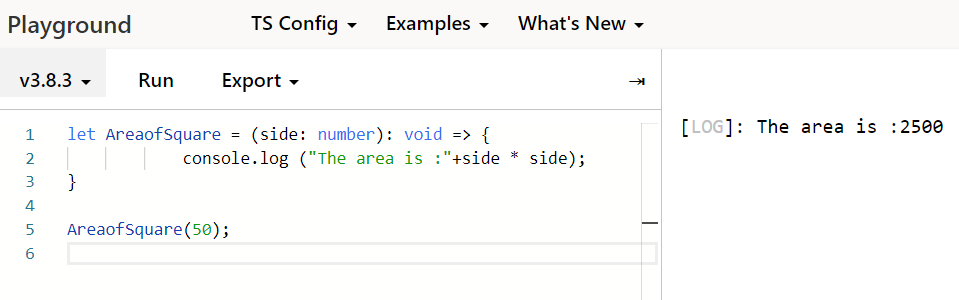 Playground TS Config Examples What's New
v3.8.3 Run Export
1 let AreaofSquare = (side: number): void => {
2 console.log ("The area is :"+side * side);
3 }
4
5 AreaofSquare(50);
6
[LOG]: The area is :2500